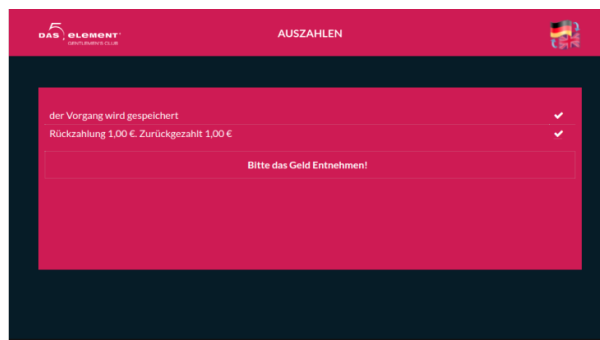 DAS 5. eLeMENT
GENTLEMEN'S CLUB
AUSZAHLEN
der Vorgang wird gespeichert
Rückzahlung 1,00 €. Zurückgezahlt 1,00 €
Bitte das Geld Entnehmen!